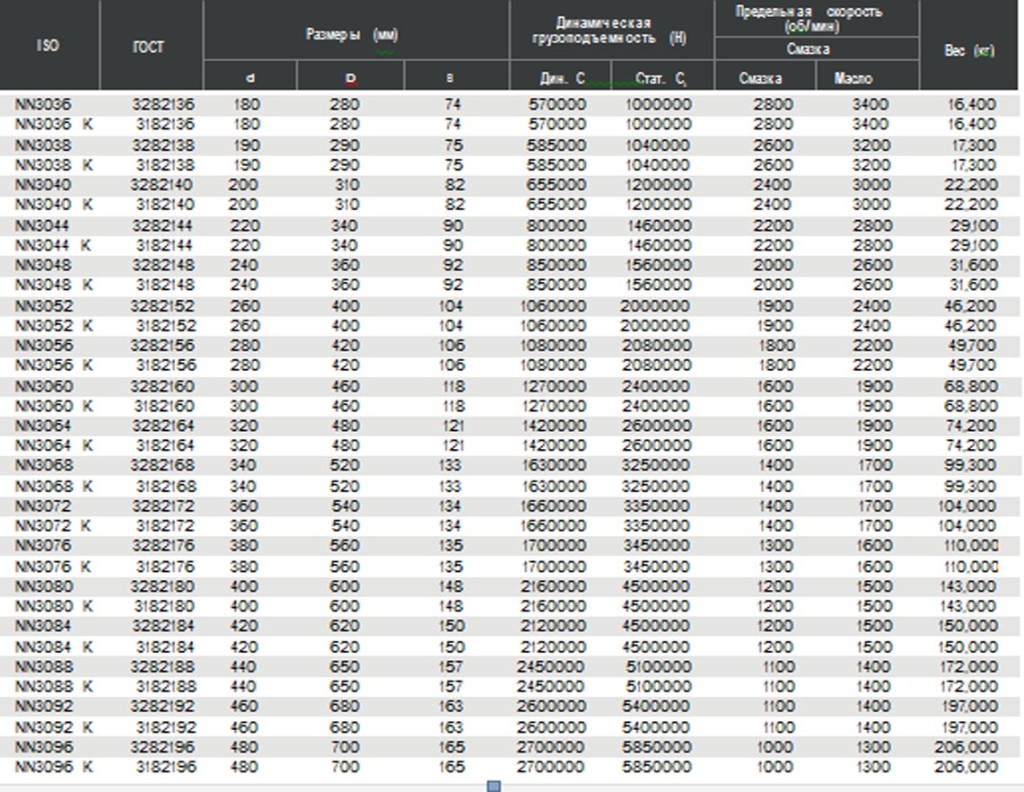 ISO ГОСТ Размеры (мм) Динамическая грузоподъемность (Н) Предельная скорость (об/мин) Вес (кг)
Смазка
d D B Дин. С Стат. С, Смазка Масло
NN3036 3282136 180 280 74 570000 1000000 2800 3400 16,400
NN3036 K 3182136 180 280 74 570000 1000000 2800 3400 16,400
NN3038 3282138 190 290 75 585000 1040000 2600 3200 17,300
NN3038 K 3182138 190 290 75 585000 1040000 2600 3200 17,300
NN3040 3282140 200 310 82 655000 1200000 2400 3000 22,200
NN3040 K 3182140 200 310 82 655000 1200000 2400 3000 22,200
NN3044 3282144 220 340 90 800000 1460000 2200 2800 29,100
NN3044 K 3182144 220 340 90 800000 1460000 2200 2800 29,100
NN3048 3282148 240 360 92 850000 1560000 2000 2600 31,600
NN3048 K 3182148 240 360 92 850000 1560000 2000 2600 31,600
NN3052 3282152 260 400 104 1060000 2000000 1900 2400 46,200
NN3052 K 3182152 260 400 104 1060000 2000000 1900 2400 46,200
NN3056 3282156 280 420 106 1080000 2080000 1800 2200 49,700
NN3056 K 3182156 280 420 106 1080000 2080000 1800 2200 49,700
NN3060 3282160 300 460 118 1270000 2400000 1600 1900 68,800
NN3060 K 3182160 300 460 118 1270000 2400000 1600 1900 68,800
NN3064 3282164 320 480 121 1420000 2600000 1600 1900 74,200
NN3064 K 3182164 320 480 121 1420000 2600000 1600 1900 74,200
NN3068 3282168 340 520 133 1630000 3250000 1400 1700 99,300
NN3068 K 3182168 340 520 133 1630000 3250000 1400 1700 99,300
NN3072 3282172 360 540 134 1660000 3350000 1400 1700 104,000
NN3072 K 3182172 360 540 134 1660000 3350000 1400 1700 104,000
NN3076 3282176 380 560 135 1700000 3450000 1300 1600 110,000
NN3076 K 3182176 380 560 135 1700000 3450000 1300 1600 110,000
NN3080 3282180 400 600 148 2160000 4500000 1200 1500 143,000
NN3080 K 3182180 400 600 148 2160000 4500000 1200 1500 143,000
NN3084 3282184 420 620 150 2120000 4500000 1200 1500 150,000
NN3084 K 3182184 420 620 150 2120000 4500000 1200 1500 150,000
NN3088 3282188 440 650 157 2450000 5100000 1100 1400 172,000
NN3088 K 3182188 440 650 157 2450000 5100000 1100 1400 172,000
NN3092 3282192 460 680 163 2600000 5400000 1100 1400 197,000
NN3092 K 3182192 460 680 163 2600000 5400000 1100 1400 197,000
NN3096 3282196 480 700 165 2700000 5850000 1000 1300 206,000
NN3096 K 3182196 480 700 165 2700000 5850000 1000 1300 206,000